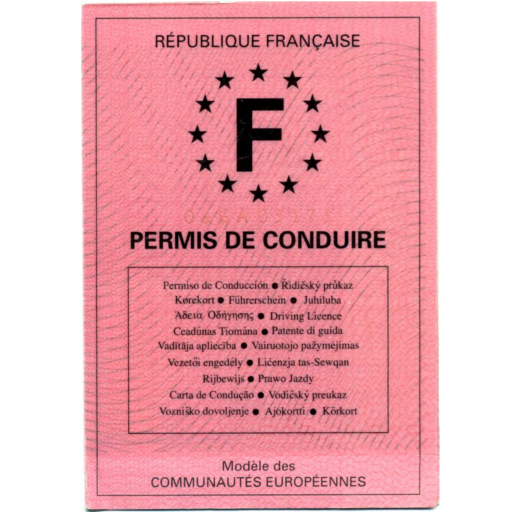 RÉPUBLIQUE FRANÇAISE
F
PERMIS DE CONDUIRE
Permiso de Conducción ● Řidičský průkaz
Kørekort ● Führerschein ● Juhiluba
Άδεια Οδήγησης ● Driving Licence
Ceadúnas Tiomána ● Patente di guida
Vadītāja apliecība ● Vairuotojo pažymėjimas
Vezetői engedély ● Liċenzja tas-Sewqan
Rijbewijs ● Prawo Jazdy
Carta de Condução ● Vodičský preukaz
Vozniško dovoljenje ● Ajokortti ● Körkort
Modèle des
COMMUNAUTÉS EUROPÉENNES